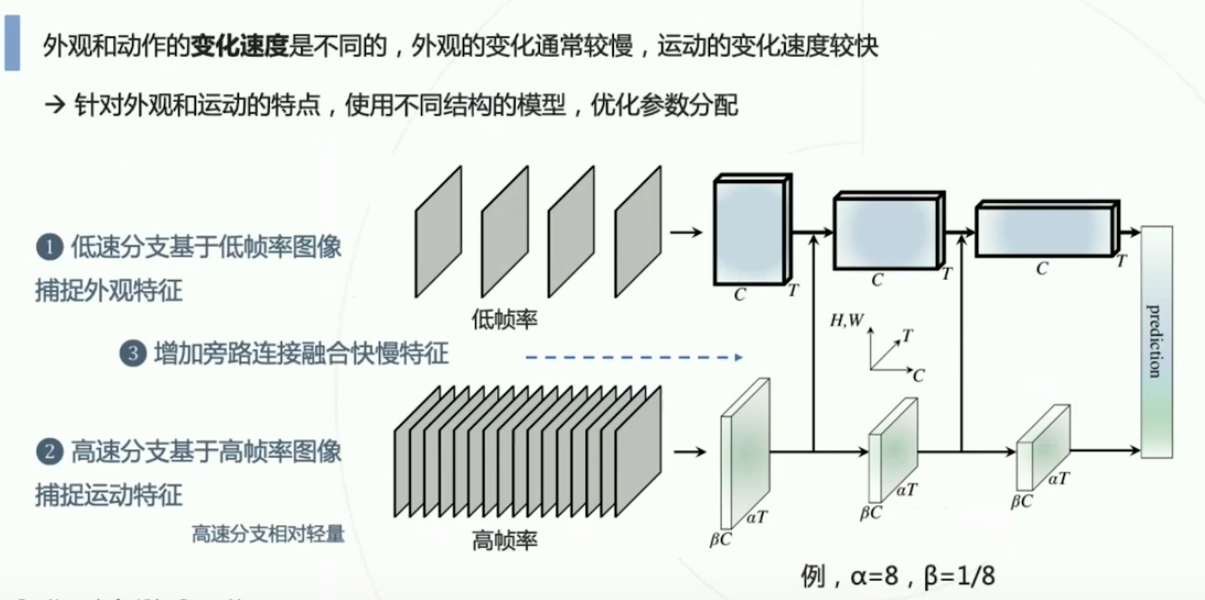 外观和动作的变化速度是不同的，外观的变化通常较慢，运动的变化速度较快
→ 针对外观和运动的特点，使用不同结构的模型，优化参数分配
❶ 低速分支基于低帧率图像
捕捉外观特征
低帧率
C
T
C
T
C
T
❸ 增加旁路连接融合快慢特征
H,W
T
C
prediction
❷ 高速分支基于高帧率图像
捕捉运动特征
高速分支相对轻量
高帧率
βC
αT
βC
αT
βC
αT
例，α=8，β=1/8